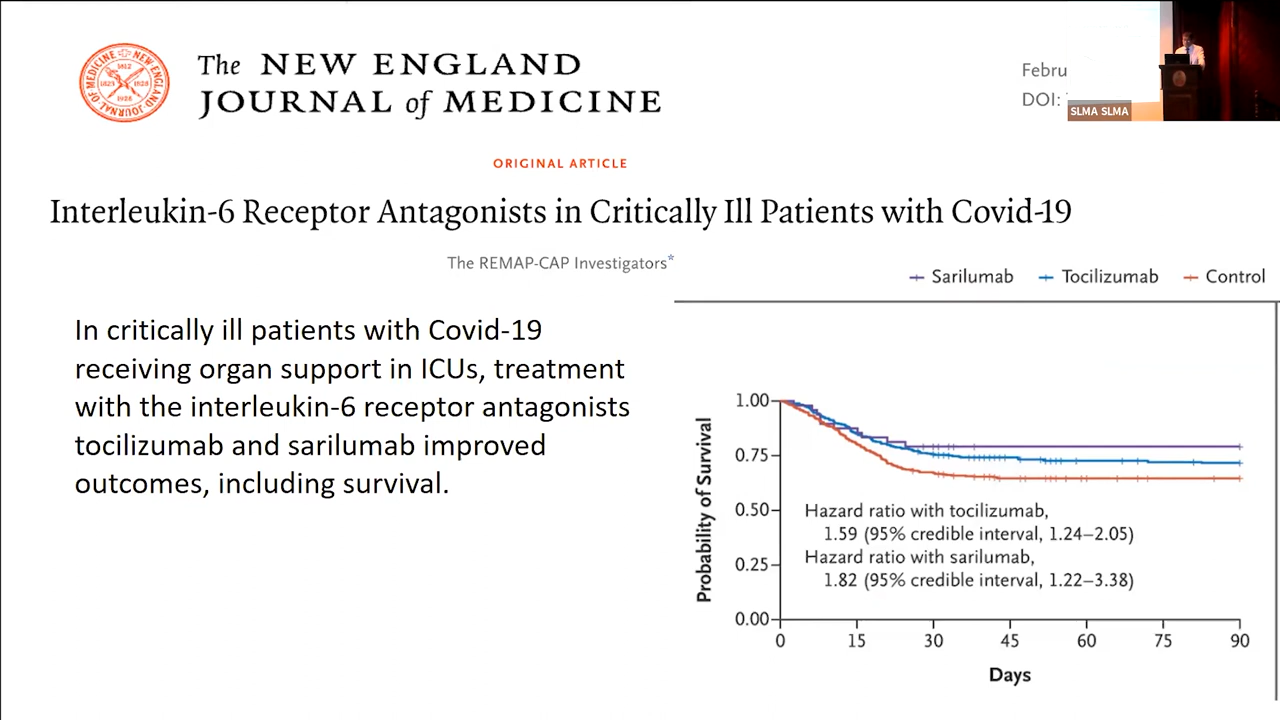 The NEW ENGLAND
JOURNAL of MEDICINE
Febru
DOI:
SLMA SLMA
ORIGINAL ARTICLE
Interleukin-6 Receptor Antagonists in Critically Ill Patients with Covid-19
The REMAP-CAP Investigators*
In critically ill patients with Covid-19
receiving organ support in ICUs, treatment
with the interleukin-6 receptor antagonists
tocilizumab and sarilumab improved
outcomes, including survival.
Sarilumab Tocilizumab Control
Probability of Survival
1.00
0.75
0.50
0.25
0.00
Hazard ratio with tocilizumab,
1.59 (95% credible interval, 1.24–2.05)
Hazard ratio with sarilumab,
1.82 (95% credible interval, 1.22–3.38)
0 15 30 45 60 75 90
Days